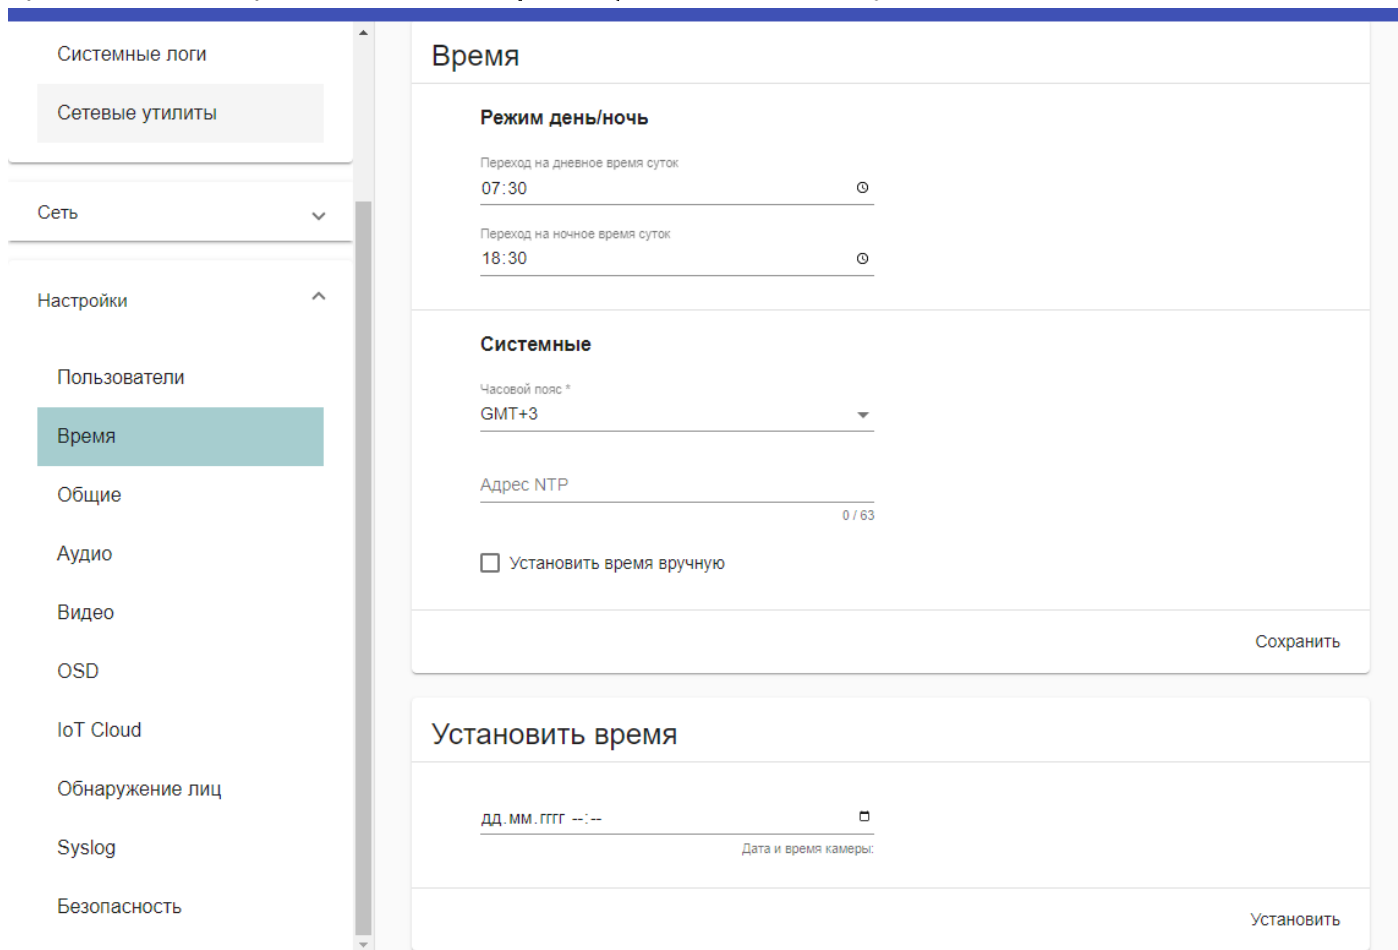 Системные логи
Сетевые утилиты
Сеть
Настройки
Пользователи
Время
Общие
Аудио
Видео
OSD
IoT Cloud
Обнаружение лиц
Syslog
Безопасность
Время
Режим день/ночь
Переход на дневное время суток
07:30
Переход на ночное время суток
18:30
Системные
Часовой пояс *
GMT+3
Адрес NTP
0 / 63
Установить время вручную
Сохранить
Установить время
дд.мм.гггг --:--
Дата и время камеры:
Установить